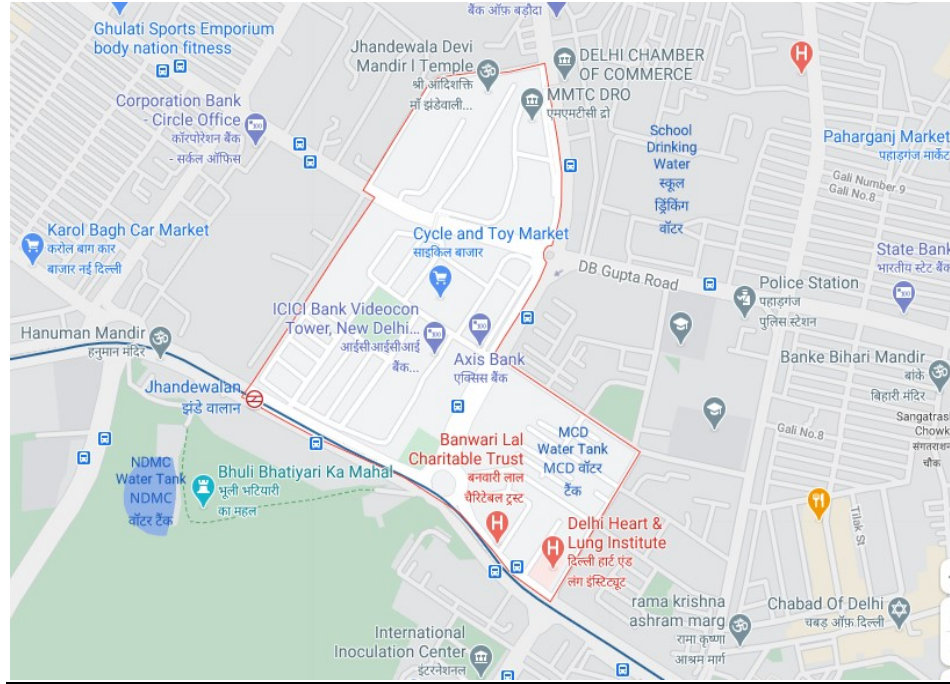 बैंक ऑफ़ बड़ौदा
Ghulati Sports Emporium
body nation fitness
Jhandewala Devi
Mandir l Temple
श्री आदिशक्ति
माँ झंडेवाली...
DELHI CHAMBER
OF COMMERCE
MMTC DRO
एमएमटीसी द्रो
Corporation Bank
- Circle Office
कॉरपोरेशन बैंक
- सर्कल ऑफिस
School
Drinking
Water
स्कूल
ड्रिंकिंग
वॉटर
Paharganj Market
पहाड़गंज मार्केट
Gali Number 9
Gali No.8
Karol Bagh Car Market
करोल बाग कार
बाजार नई दिल्ली
Cycle and Toy Market
साइकिल बाजार
DB Gupta Road
State Bank
भारतीय स्टेट बैंक
Police Station
पहाड़गंज
पुलिस स्टेशन
ICICI Bank Videocon
Tower, New Delhi...
आईसीआईसीआई
बैंक...
Hanuman Mandir
हनुमान मंदिर
Axis Bank
एक्सिस बैंक
Banke Bihari Mandir
बांके
बिहारी मंदिर
Jhandewalan
झंडे वालान
Sangatras
Chowk
संगतराशन
चौक
Gali No.8
Banwari Lal
Charitable Trust
बनवारी लाल
चैरिटेबल ट्रस्ट
MCD
Water Tank
MCD वॉटर
टैंक
NDMC
Water Tank
NDMC
वॉटर टैंक
Bhuli Bhatiyari Ka Mahal
भूली भटियारी
का महल
Delhi Heart &
Lung Institute
दिल्ली हार्ट एंड
लंग इंस्टिट्यूट
Tilak St
rama krishna
ashram marg
रामा कृष्णा
आश्रम मार्ग
Chabad Of Delhi
चबड़ ऑफ़ दिल्ली
International
Inoculation Center
इंटरनेशनल